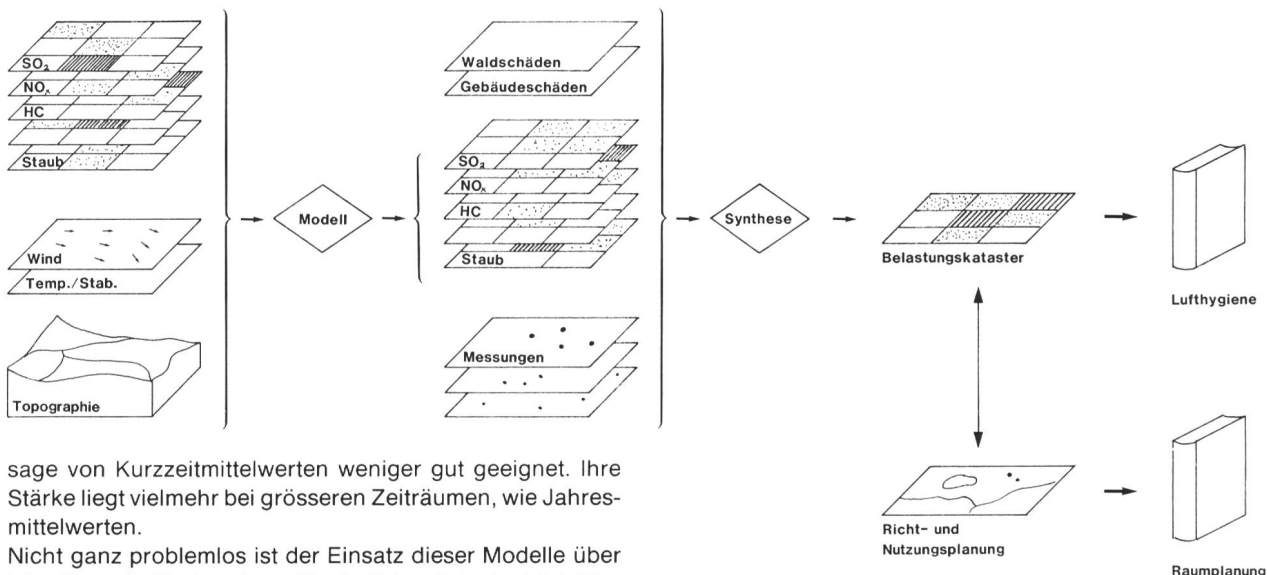 SO₂
NOₓ
HC
Staub
Wind
Temp./Stab.
Topographie
Modell
Waldschäden
Gebäudeschäden
SO₂
NOₓ
HC
Staub
Messungen
Synthese
Belastungskataster
Lufthygiene
Richt- und
Nutzungsplanung
Raumplanung
sage von Kurzzeitmittelwerten weniger gut geeignet. Ihre
Stärke liegt vielmehr bei grösseren Zeiträumen, wie Jahres-
mittelwerten.
Nicht ganz problemlos ist der Einsatz dieser Modelle über